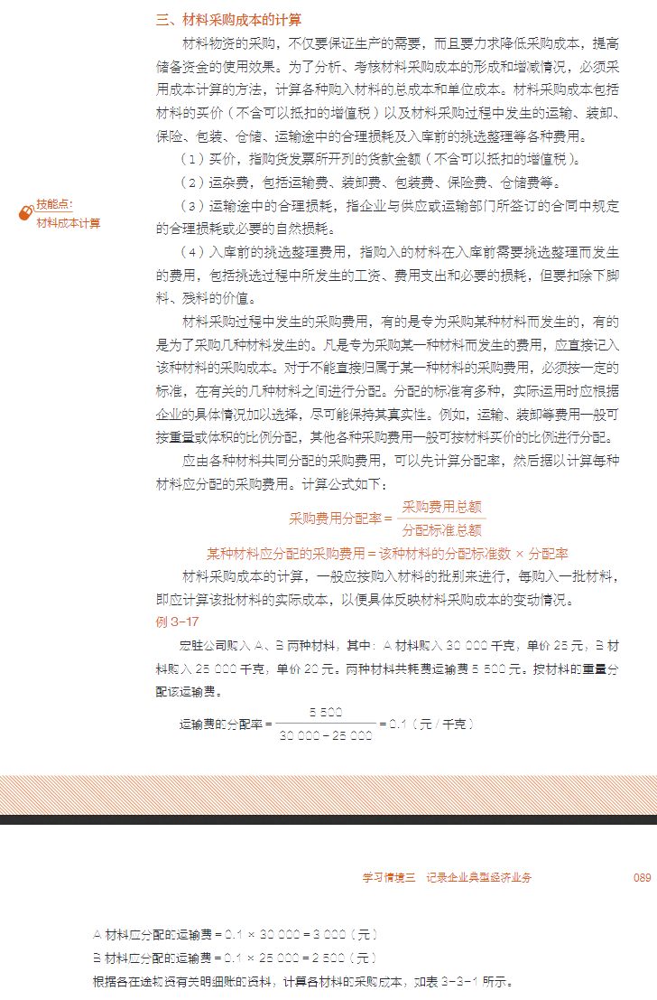 三、材料采购成本的计算
材料物资的采购，不仅要保证生产的需要，而且要力求降低采购成本，提高
储备资金的使用效果。为了分析、考核材料采购成本的形成和增减情况，必须采
用成本计算的方法，计算各种购入材料的总成本和单位成本。材料采购成本包括
材料的买价（不含可以抵扣的增值税）以及材料采购过程中发生的运输、装卸、
保险、包装、仓储、运输途中的合理损耗及入库前的挑选整理等各种费用。
（1）买价，指购货发票所开列的货款金额（不含可以抵扣的增值税）。
（2）运杂费，包括运输费、装卸费、包装费、保险费、仓储费等。
技能点：
材料成本计算
（3）运输途中的合理损耗，指企业与供应或运输部门所签订的合同中规定
的合理损耗或必要的自然损耗。
（4）入库前的挑选整理费用，指购入的材料在入库前需要挑选整理而发生
的费用，包括挑选过程中所发生的工资、费用支出和必要的损耗，但要扣除下脚
料、残料的价值。
材料采购过程中发生的采购费用，有的是专为采购某种材料而发生的，有的
是为了采购几种材料发生的。凡是专为采购某一种材料而发生的费用，应直接记入
该种材料的采购成本。对于不能直接归属于某一种材料的采购费用，必须按一定的
标准，在有关的几种材料之间进行分配。分配的标准有多种，实际运用时应根据
企业的具体情况加以选择，尽可能保持其真实性。例如，运输、装卸等费用一般可
按重量或体积的比例分配，其他各种采购费用一般可按材料买价的比例进行分配。
应由各种材料共同分配的采购费用，可以先计算分配率，然后据以计算每种
材料应分配的采购费用。计算公式如下：
采购费用分配率＝采购费用总额
分配标准总额
某种材料应分配的采购费用＝该种材料的分配标准数 × 分配率
材料采购成本的计算，一般应按购入材料的批别来进行，每购入一批材料，
即应计算该批材料的实际成本，以便具体反映材料采购成本的变动情况。
例 3-17
宏驻公司购入 A、B 两种材料，其中：A 材料购入 30 000 千克，单价 25 元，B 材
料购入 25 000 千克，单价 20 元。两种材料共耗费运输费 5 500 元。按材料的重量分
配该运输费。
运输费的分配率＝5 500
30 000－25 000＝0.1（元 / 千克）
学习情境三 记录企业典型经济业务 089
A 材料应分配的运输费＝0.1 × 30 000＝3 000（元）
B 材料应分配的运输费＝0.1 × 25 000＝2 500（元）
根据各在途物资有关明细账的资料，计算各材料的采购成本，如表 3-3-1 所示。